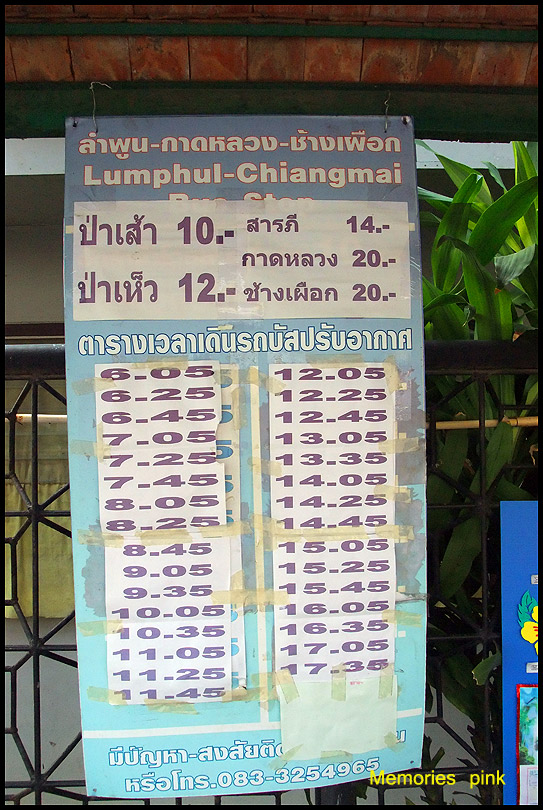 ลำพูน-กาดหลวง-ช้างเผือก
Lumphul-Chiangmai
Bus Stop
ป่าเส้า 10.- สารภี 14.-
กาดหลวง 20.-
ป่าเห็ว 12.- ช้างเผือก 20.-
ตารางเวลาเดินรถบัสปรับอากาศ
6.05 12.05
6.25 12.25
6.45 12.45
7.05 13.05
7.25 13.35
7.45 14.05
8.05 14.25
8.25 14.45
8.45 15.05
9.05 15.25
9.35 15.45
10.05 16.05
10.35 16.35
11.05 17.05
11.25 17.35
11.45
มีปัญหา-สงสัยติด
หรือโทร.083-3254965
Memories pink